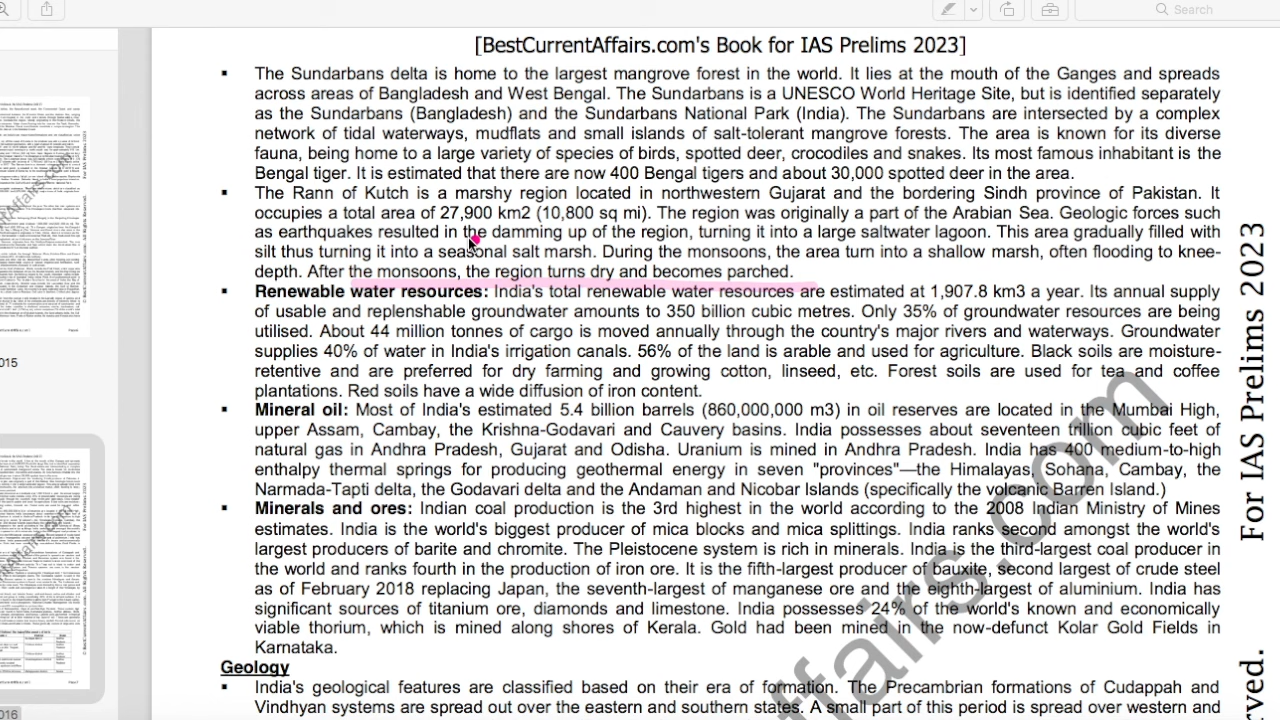 Search
[BestCurrentAffairs.com's Book for IAS Prelims 2023]
▪ The Sundarbans delta is home to the largest mangrove forest in the world. It lies at the mouth of the Ganges and spreads
across areas of Bangladesh and West Bengal. The Sundarbans is a UNESCO World Heritage Site, but is identified separately
as the Sundarbans (Bangladesh) and the Sundarbans National Park (India). The Sundarbans are intersected by a complex
network of tidal waterways, mudflats and small islands of salt-tolerant mangrove forests. The area is known for its diverse
fauna, being home to a large variety of species of birds, spotted deer, crocodiles and snakes. Its most famous inhabitant is the
Bengal tiger. It is estimated that there are now 400 Bengal tigers and about 30,000 spotted deer in the area.
▪ The Rann of Kutch is a marshy region located in northwestern Gujarat and the bordering Sindh province of Pakistan. It
occupies a total area of 27,900 km2 (10,800 sq mi). The region was originally a part of the Arabian Sea. Geologic forces such
as earthquakes resulted in the damming up of the region, turning it into a large saltwater lagoon. This area gradually filled with
silt thus turning it into a seasonal salt marsh. During the monsoons, the area turn into a shallow marsh, often flooding to knee-
depth. After the monsoons, the region turns dry and becomes parched.
are estimated at 1,907.8 km3 a year. Its annual supply
of usable and replenshable groundwater amounts to 350 billion cubic metres. Only 35% of groundwater resources are being
utilised. About 44 million tonnes of cargo is moved annually through the country's major rivers and waterways. Groundwater
supplies 40% of water in India's irrigation canals. 56% of the land is arable and used for agriculture. Black soils are moisture-
retentive and are preferred for dry farming and growing cotton, linseed, etc. Forest soils are used for tea and coffee
plantations. Red soils have a wide diffusion of iron content.
▪ Mineral oil: Most of India's estimated 5.4 billion barrels (860,000,000 m3) in oil reserves are located in the Mumbai High,
upper Assam, Cambay, the Krishna-Godavari and Cauvery basins. India possesses about seventeen trillion cubic feet of
natural gas in Andhra Pradesh, Gujarat and Odisha. Uranium is mined in Andhra Pradesh. India has 400 medium-to-high
enthalpy thermal springs for producing geothermal energy in seven "provinces" — the Himalayas, Sohana, Cambay, the
Narmada-Tapti delta, the Godavari delta and the Andaman and Nicobar Islands (specifically the volcanic Barren Island.)
▪ Minerals and ores: India's mica production is the 3rd highest in the world according to the 2008 Indian Ministry of Mines
estimates. India is the world's largest producer of mica blocks and mica splittings. India ranks second amongst the world's
largest producers of barite and chromite. The Pleistocene system is rich in minerals. India is the third-largest coal producer in
the world and ranks fourth in the production of iron ore. It is the fifth-largest producer of bauxite, second largest of crude steel
as of February 2018 replacing Japan, the seventh-largest of manganese ore and the eighth-largest of aluminium. India has
significant sources of titanium ore, diamonds and limestone. India possesses 24% of the world's known and economically
viable thorium, which is mined along shores of Kerala. Gold had been mined in the now-defunct Kolar Gold Fields in
Karnataka.
Geology
▪ India's geological features are classified based on their era of formation. The Precambrian formations of Cudappah and
Vindhyan systems are spread out over the eastern and southern states. A small part of this period is spread over western and
For IAS Prelims 2023
rved.
ffairs.com
015
016